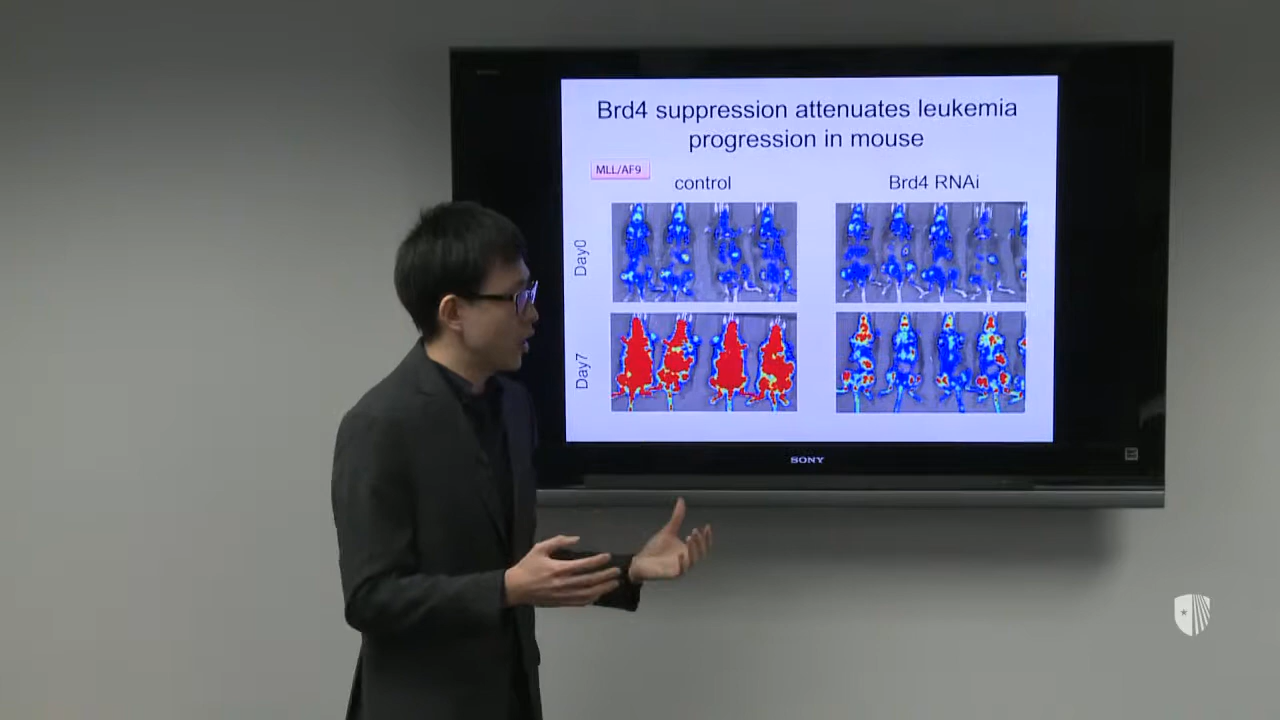 Brd4 suppression attenuates leukemia
progression in mouse
MLL/AF9
control
Brd4 RNAi
Day0
Day7
SONY